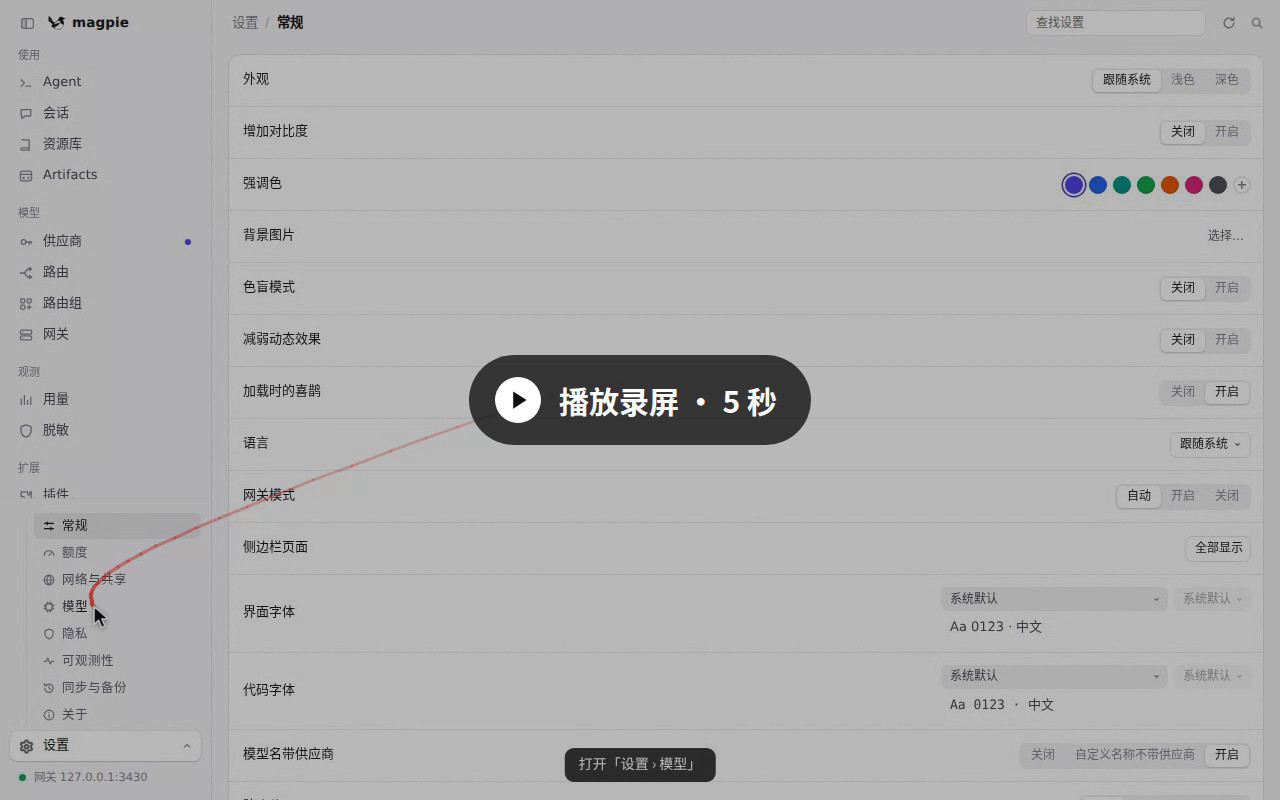 magpie
设置 / 常规
查找设置
使用
Agent
会话
资源库
Artifacts
模型
供应商
路由
路由组
网关
观测
用量
脱敏
扩展
插件
常规
额度
网络与共享
模型
隐私
可观测性
同步与备份
关于
设置
网关 127.0.0.1:3430
外观
跟随系统 浅色 深色
增加对比度
关闭 开启
强调色
背景图片
选择...
色盲模式
关闭 开启
减弱动态效果
关闭 开启
加载时的喜鹊
关闭 开启
播放录屏 · 5 秒
语言
跟随系统
网关模式
自动 开启 关闭
侧边栏页面
全部显示
界面字体
系统默认 系统默认
Aa 0123 · 中文
代码字体
系统默认 系统默认
Aa 0123 · 中文
模型名带供应商
关闭 自定义名称不带供应商 开启
打开「设置 › 模型」